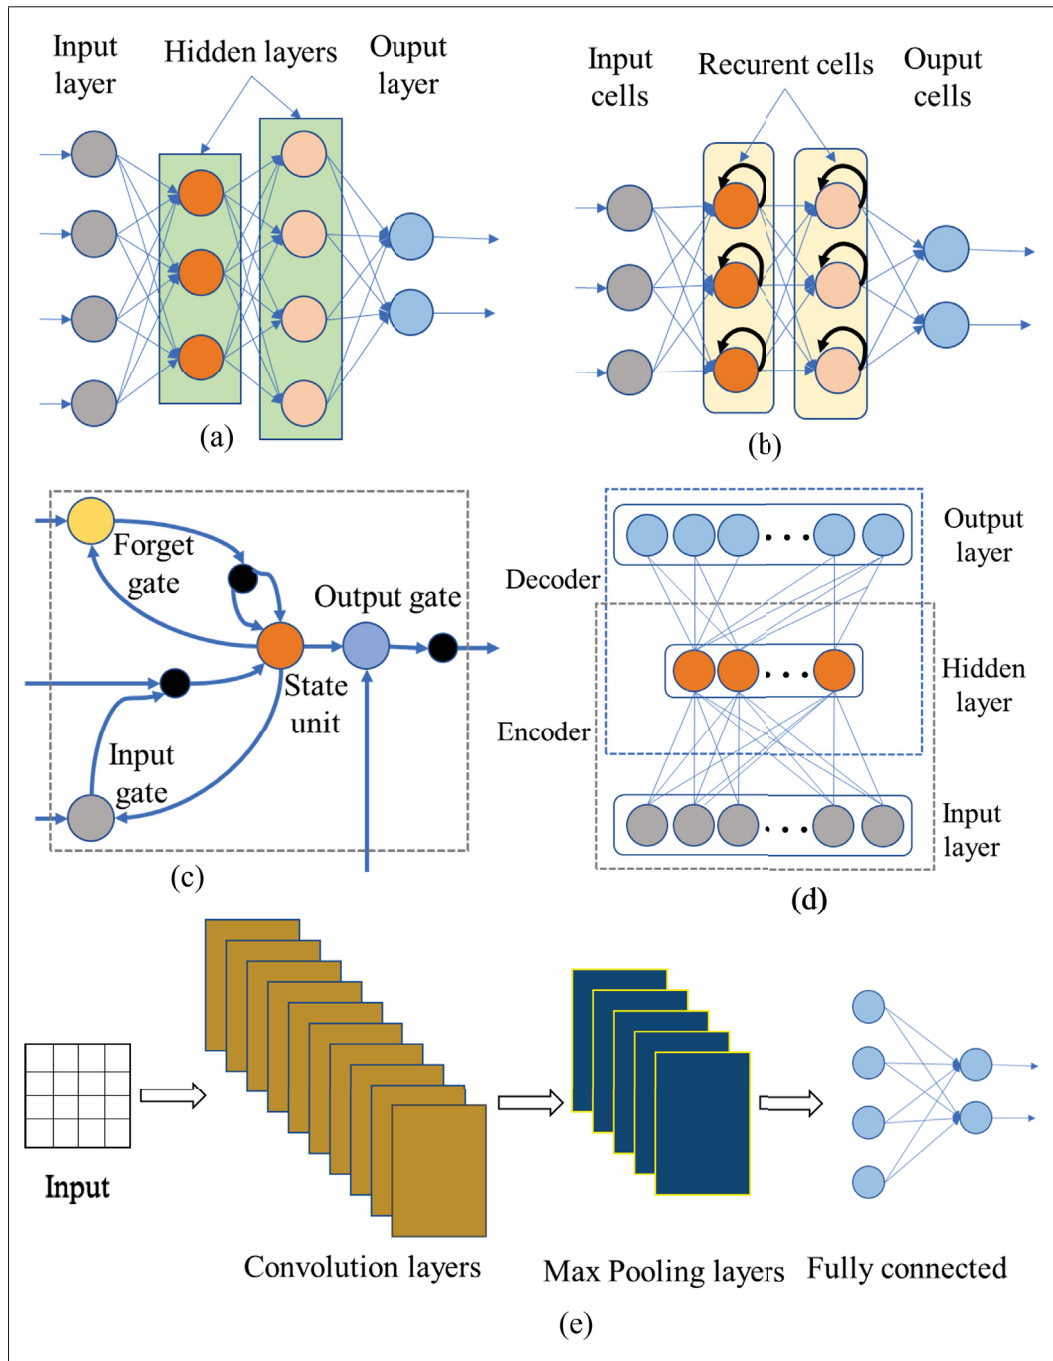 Input
layer
Hidden layers
Ouput
layer
(a)
Input
cells
Recurent cells
Ouput
cells
(b)
Forget
gate
Output gate
State
unit
Input
gate
(c)
Output
layer
Decoder
Hidden
layer
Encoder
Input
layer
(d)
Input
Convolution layers
Max Pooling layers
Fully connected
(e)